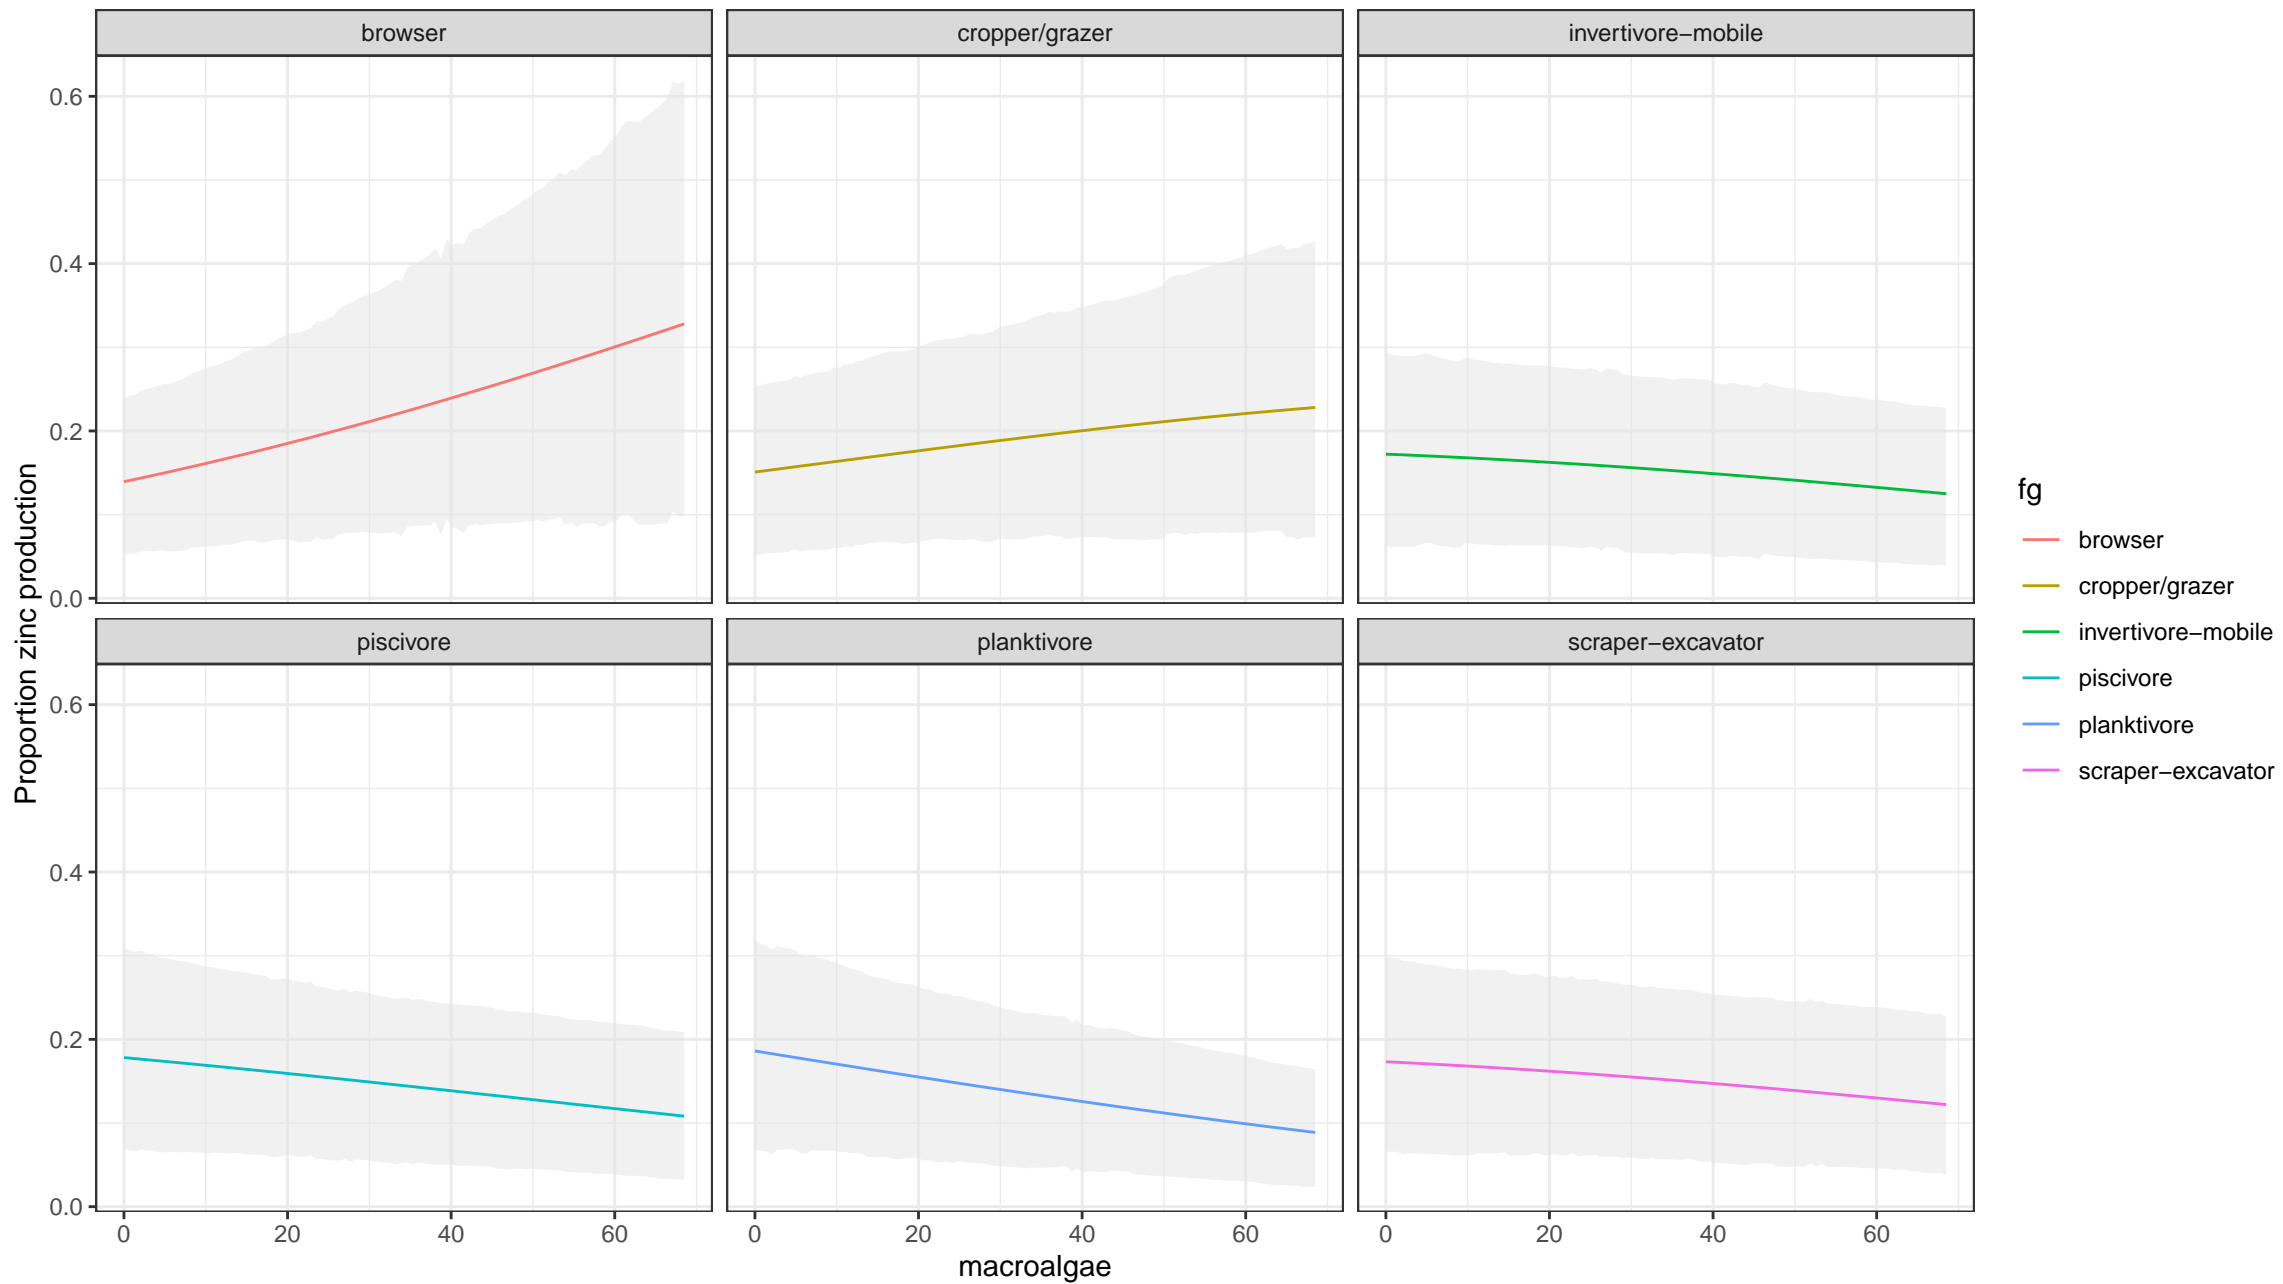 browser
cropper/grazer
invertivore−mobile
0.6
0.4
0.2
0.0
piscivore
planktivore
scraper−excavator
0.6
0.4
0.2
0.0
0 20 40 60
0 20 40 60
0 20 40 60
macroalgae
Proportion zinc production
fg
browser
cropper/grazer
invertivore−mobile
piscivore
planktivore
scraper−excavator